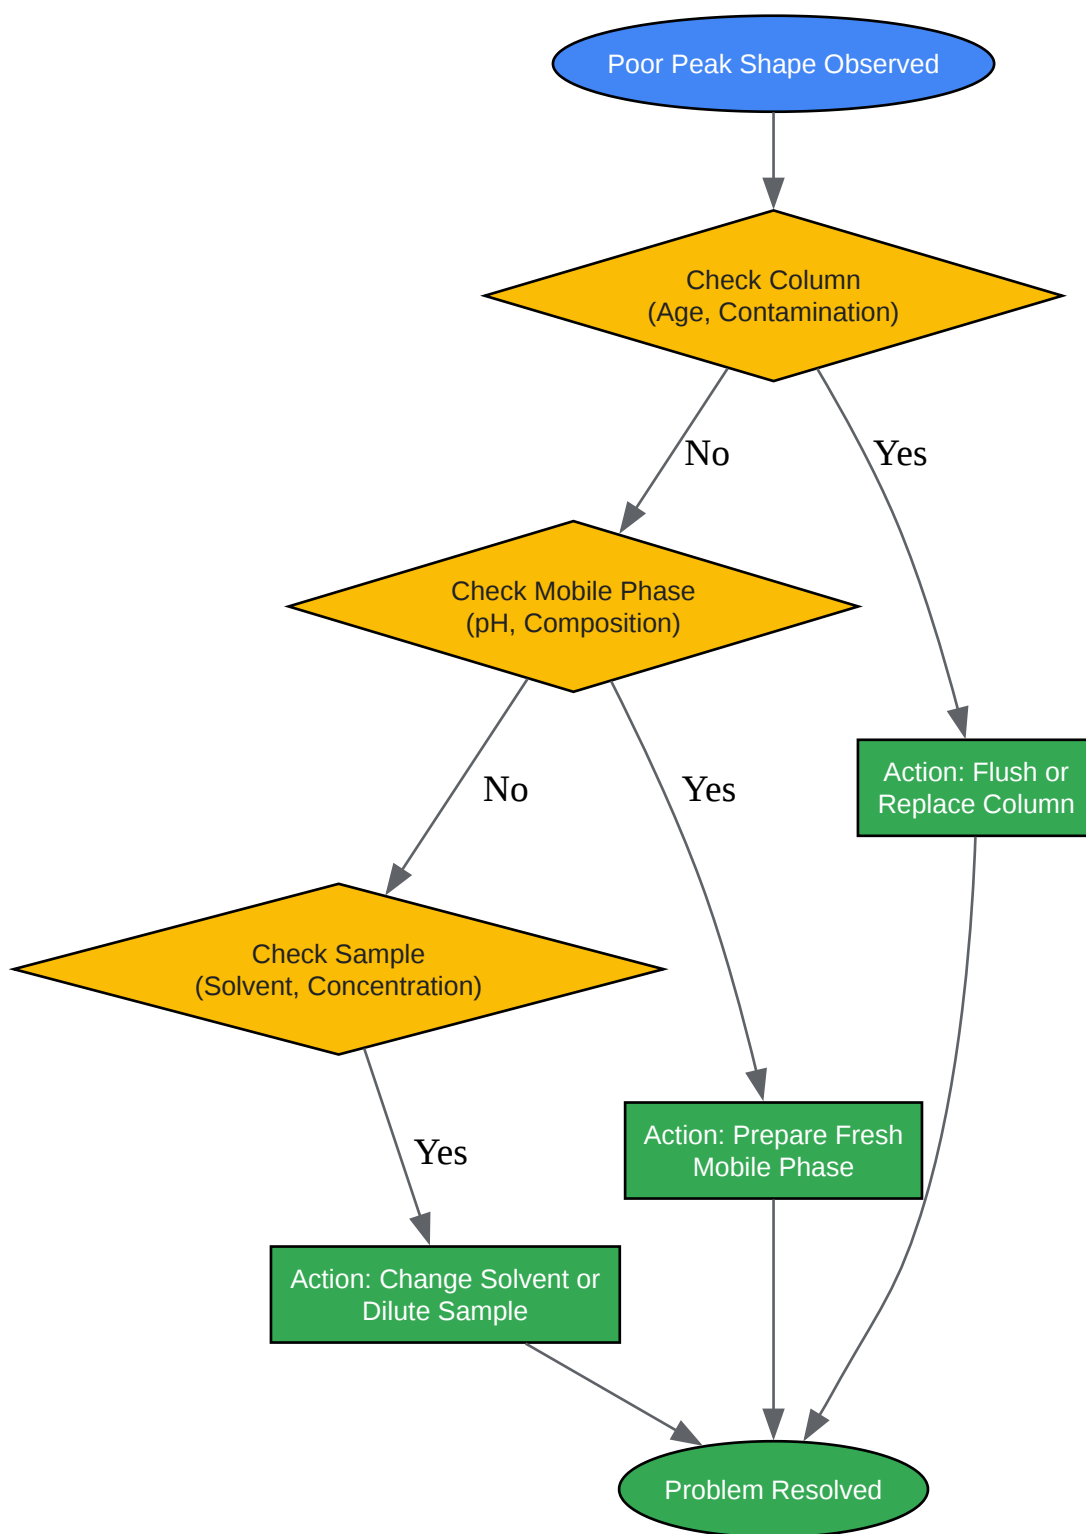 Poor Peak Shape Observed
Check Column
(Age, Contamination)
No
Yes
Check Mobile Phase
(pH, Composition)
Action: Flush or
Replace Column
No
Yes
Check Sample
(Solvent, Concentration)
Action: Prepare Fresh
Mobile Phase
Yes
Action: Change Solvent or
Dilute Sample
Problem Resolved